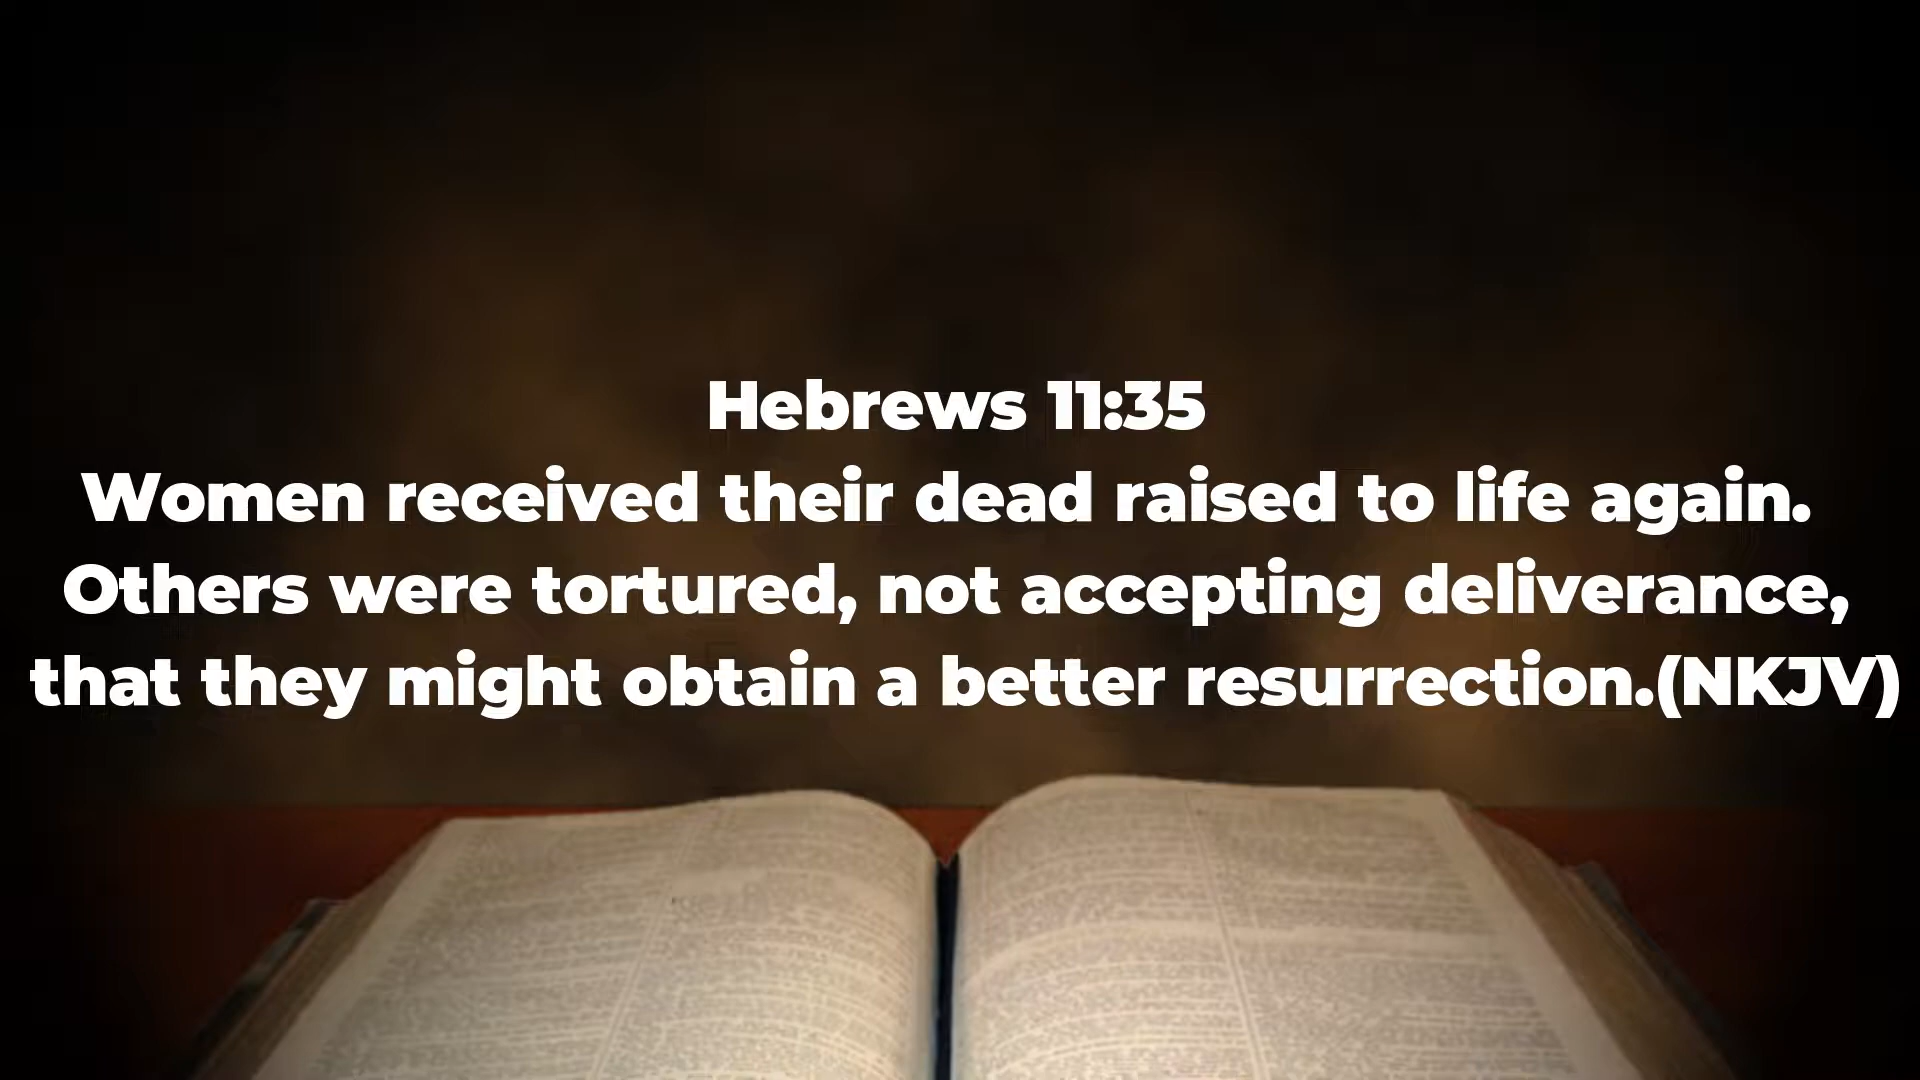 Hebrews 11:35
Women received their dead raised to life again.
Others were tortured, not accepting deliverance,
that they might obtain a better resurrection.(NKJV)